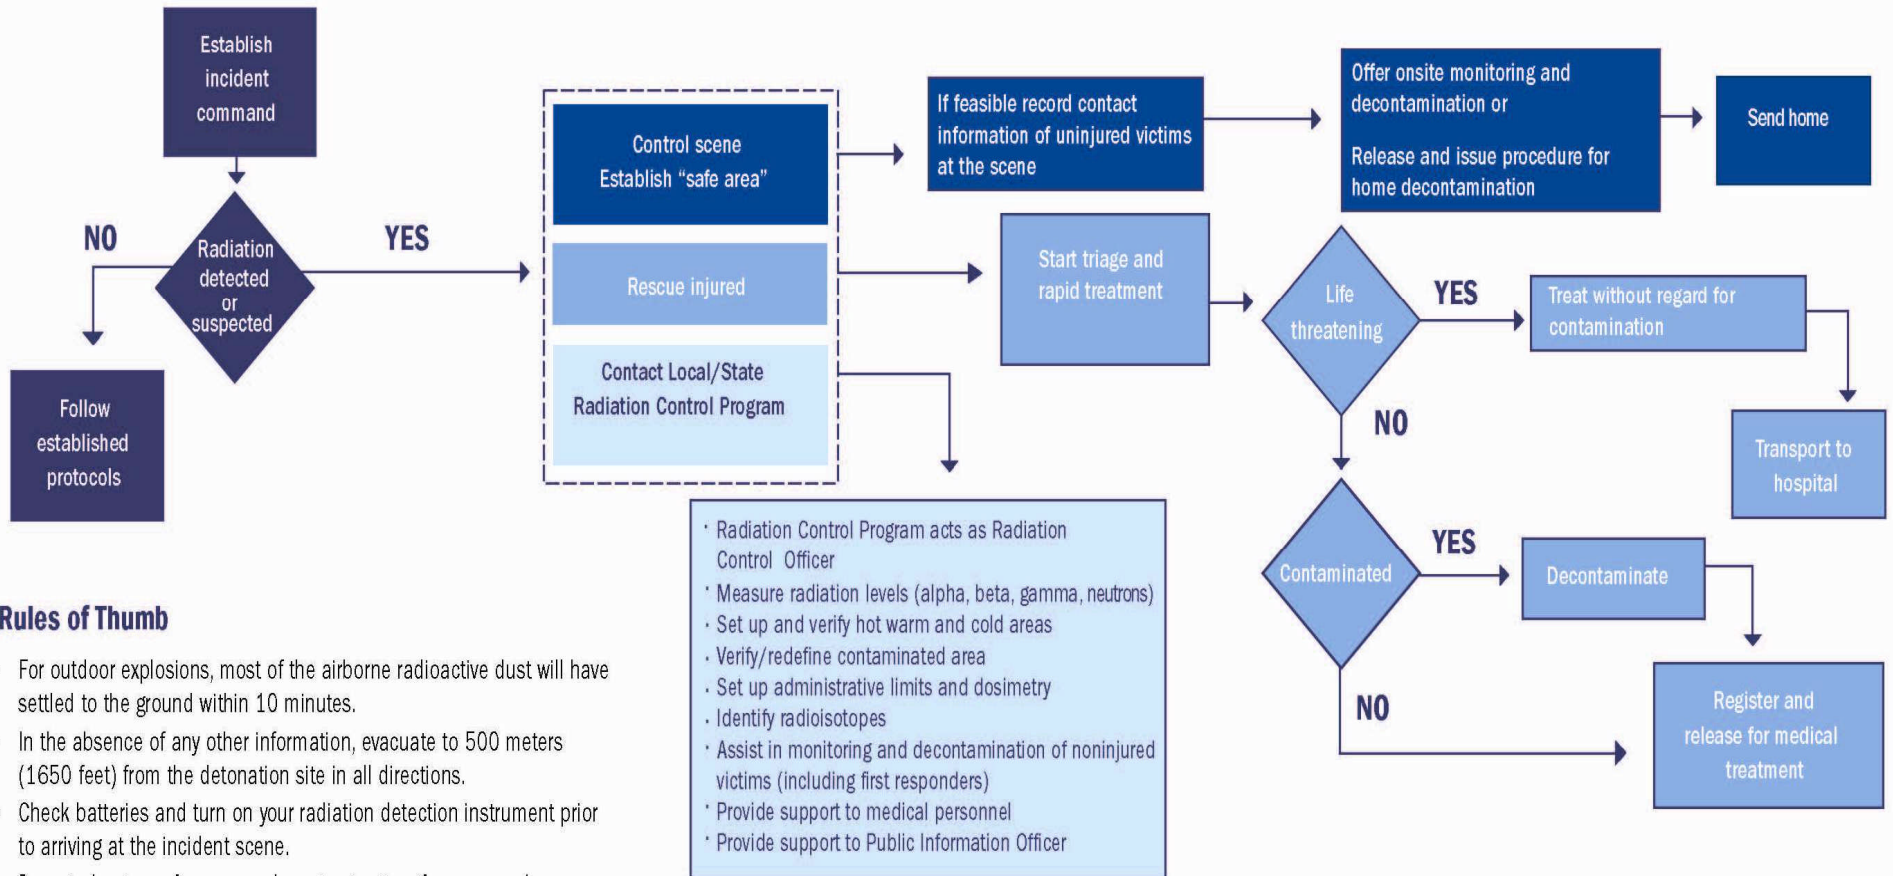 Establish
incident
command
Radiation
detected
or
suspected
NO
YES
Follow
established
protocols
Control scene
Establish “safe area”
Rescue injured
Contact Local/State
Radiation Control Program
If feasible record contact
information of uninjured victims
at the scene
Offer onsite monitoring and
decontamination or
Release and issue procedure for
home decontamination
Send home
Start triage and
rapid treatment
Life
threatening
YES
Treat without regard for
contamination
Transport to
hospital
NO
Contaminated
YES
Decontaminate
NO
Register and
release for medical
treatment
· Radiation Control Program acts as Radiation
Control Officer
· Measure radiation levels (alpha, beta, gamma, neutrons)
· Set up and verify hot warm and cold areas
· Verify/redefine contaminated area
· Set up administrative limits and dosimetry
· Identify radioisotopes
· Assist in monitoring and decontamination of noninjured
victims (including first responders)
· Provide support to medical personnel
· Provide support to Public Information Officer
Rules of Thumb
For outdoor explosions, most of the airborne radioactive dust will have
settled to the ground within 10 minutes.
In the absence of any other information, evacuate to 500 meters
(1650 feet) from the detonation site in all directions.
Check batteries and turn on your radiation detection instrument prior
to arriving at the incident scene.